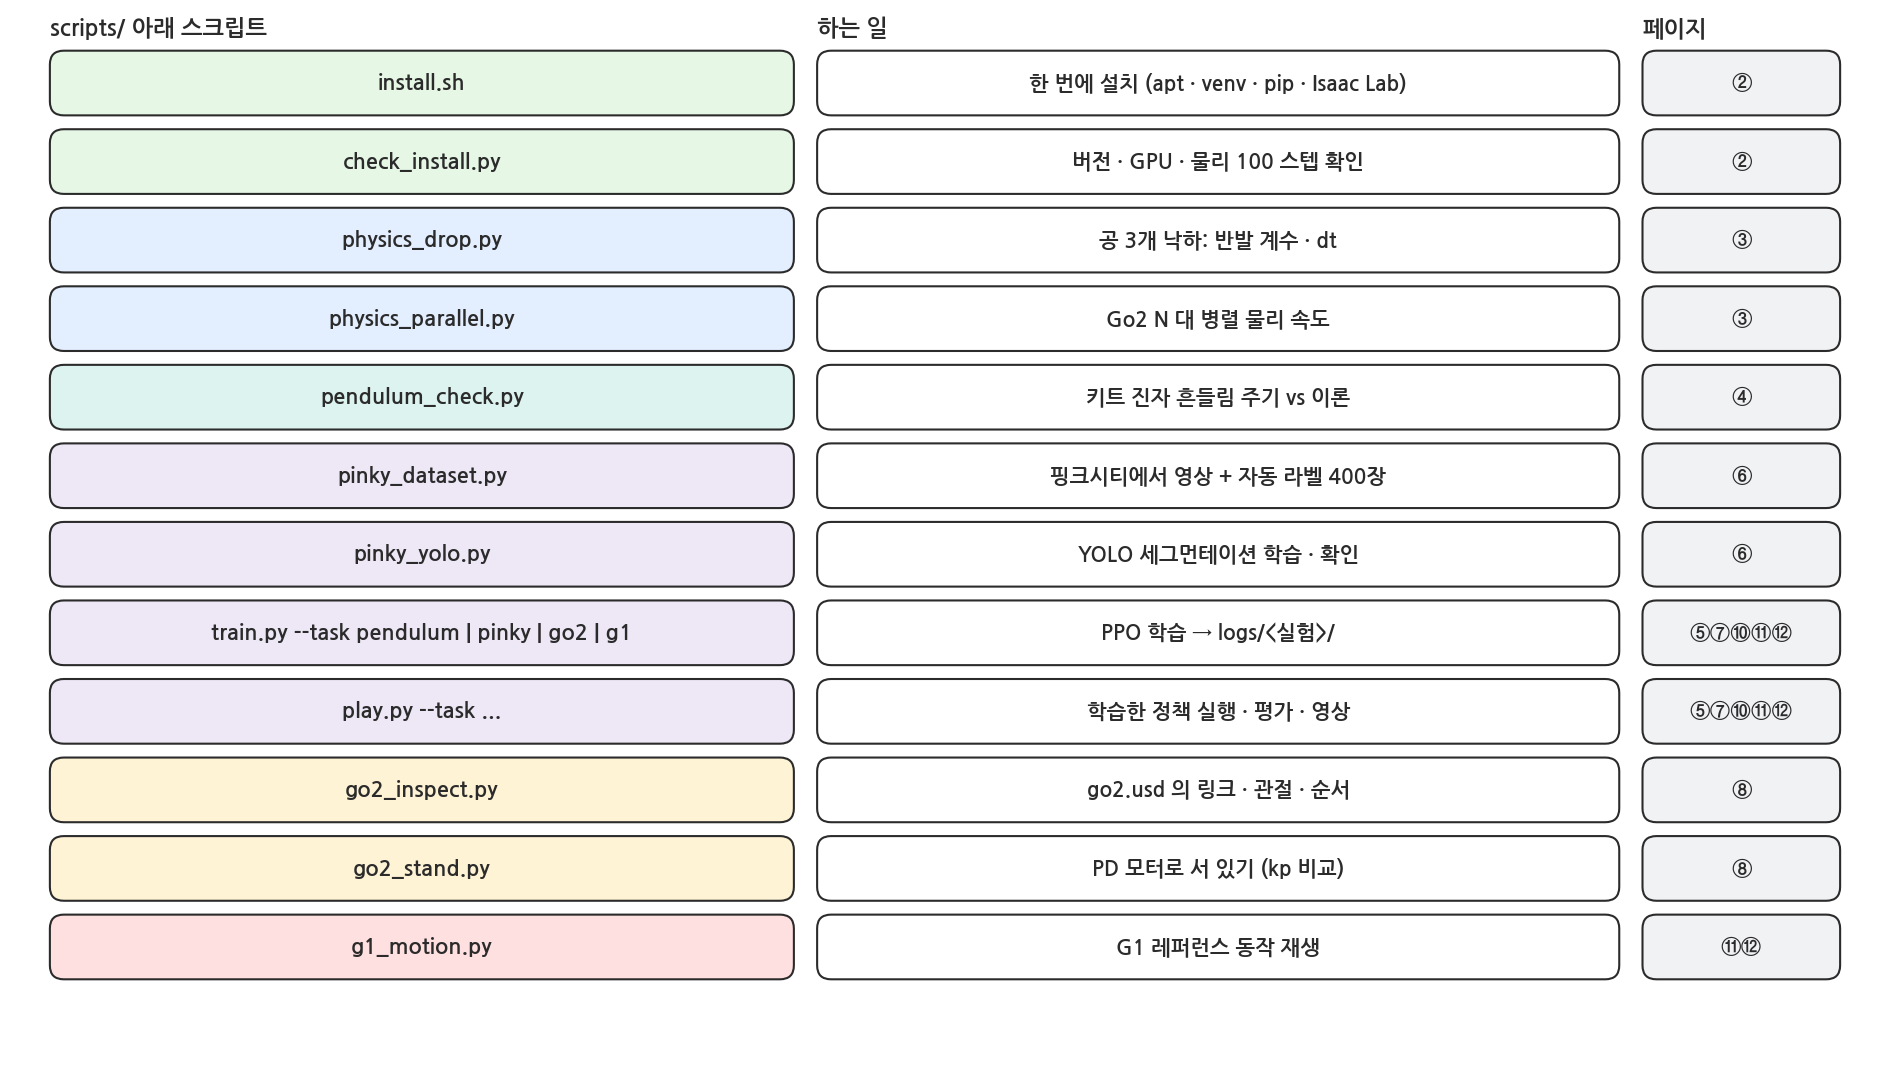 scripts/ 아래 스크립트 하는 일 페이지
install.sh 한 번에 설치 (apt · venv · pip · Isaac Lab) ②
check_install.py 버전 · GPU · 물리 100 스텝 확인 ②
physics_drop.py 공 3개 낙하: 반발 계수 · dt ③
physics_parallel.py Go2 N 대 병렬 물리 속도 ③
pendulum_check.py 키트 진자 흔들림 주기 vs 이론 ④
pinky_dataset.py 핑크시티에서 영상 + 자동 라벨 400장 ⑥
pinky_yolo.py YOLO 세그먼테이션 학습 · 확인 ⑥
train.py --task pendulum | pinky | go2 | g1 PPO 학습 → logs/<실험>/ ⑤⑦⑩⑪⑫
play.py --task ... 학습한 정책 실행 · 평가 · 영상 ⑤⑦⑩⑪⑫
go2_inspect.py go2.usd 의 링크 · 관절 · 순서 ⑧
go2_stand.py PD 모터로 서 있기 (kp 비교) ⑧
g1_motion.py G1 레퍼런스 동작 재생 ⑪⑫